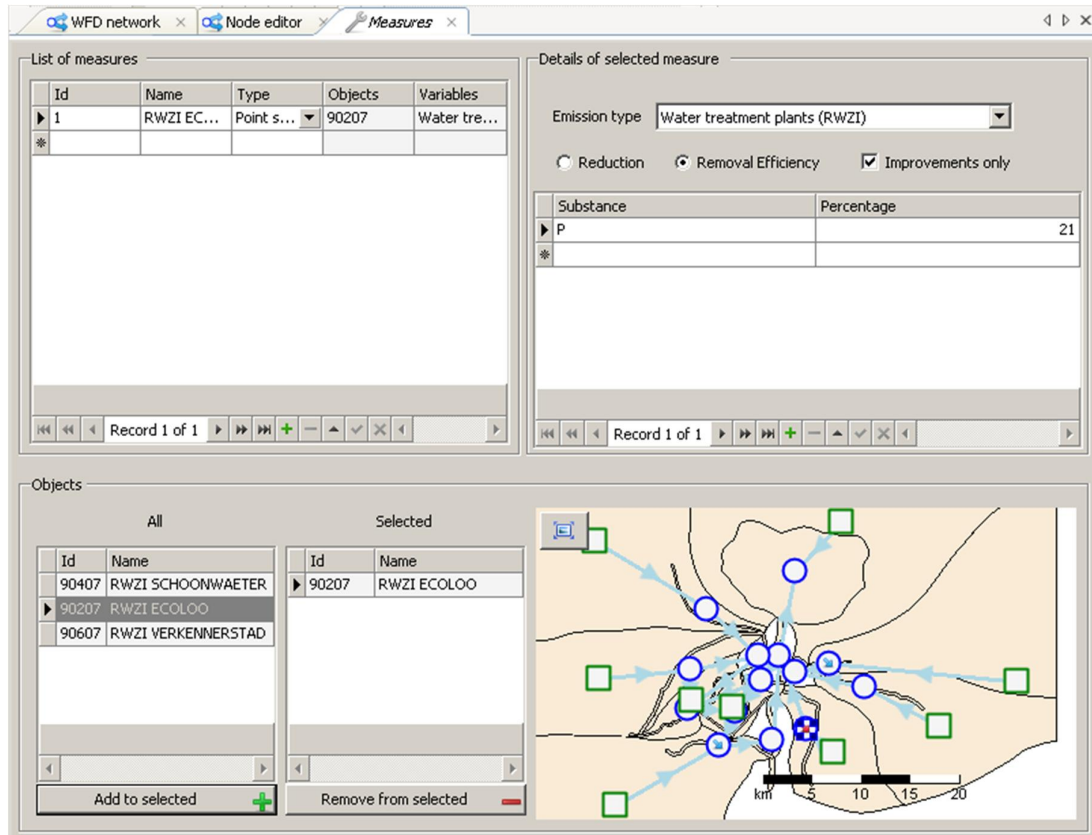 WFD network Node editor Measures
List of measures
Id Name Type Objects Variables
1 RWZI EC... Point s... 90207 Water tre...
Record 1 of 1
Details of selected measure
Emission type Water treatment plants (RWZI)
Reduction Removal Efficiency Improvements only
Substance Percentage
P 21
Record 1 of 1
Objects
All
Id Name
90407 RWZI SCHOONWAETER
90207 RWZI ECOLOO
90607 RWZI VERKENNERSTAD
Add to selected
Selected
Id Name
90207 RWZI ECOLOO
Remove from selected
km 5 10 15 20